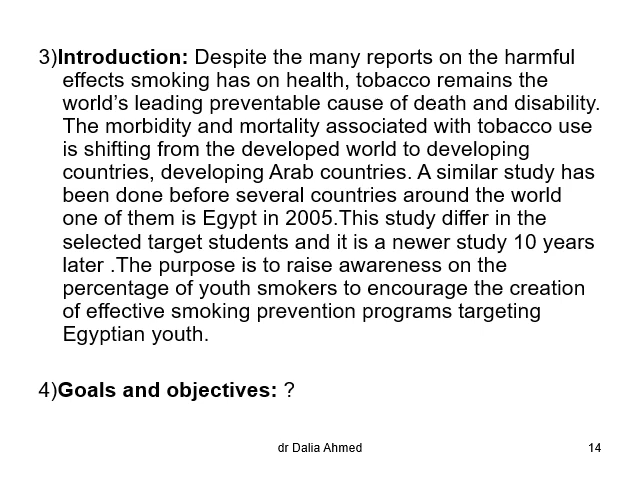 3)Introduction: Despite the many reports on the harmful
effects smoking has on health, tobacco remains the
world’s leading preventable cause of death and disability.
The morbidity and mortality associated with tobacco use
is shifting from the developed world to developing
countries, developing Arab countries. A similar study has
been done before several countries around the world
one of them is Egypt in 2005.This study differ in the
selected target students and it is a newer study 10 years
later .The purpose is to raise awareness on the
percentage of youth smokers to encourage the creation
of effective smoking prevention programs targeting
Egyptian youth.
4)Goals and objectives: ?
dr Dalia Ahmed
14